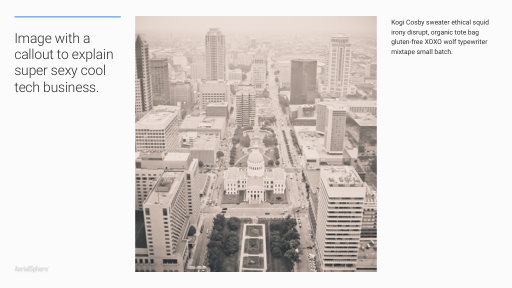 Image with a
callout to explain
super sexy cool
tech business.
Kogi Cosby sweater ethical squid
irony disrupt, organic tote bag
gluten-free XOXO wolf typewriter
mixtape small batch.